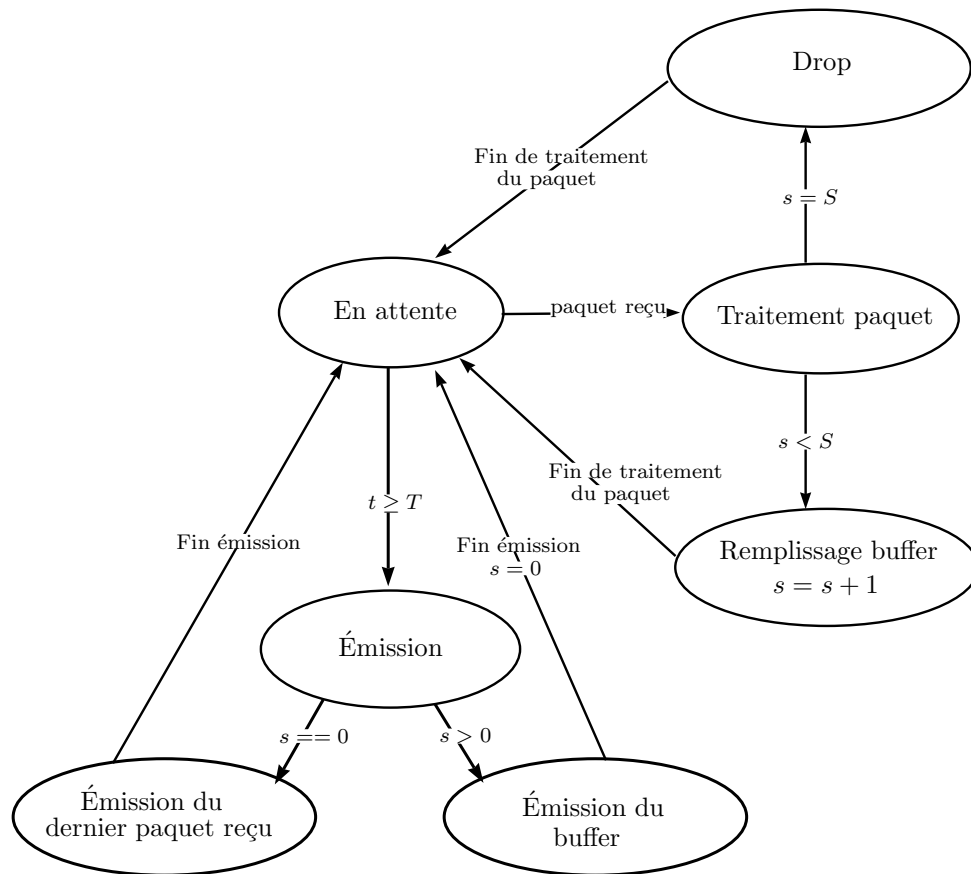 Drop
Fin de traitement
du paquet
s = S
En attente
paquet reçu
Traitement paquet
s < S
Fin de traitement
du paquet
t ≥ T
Fin émission
Fin émission
s = 0
Remplissage buffer
s = s + 1
Émission
s == 0
s > 0
Émission du
dernier paquet reçu
Émission du
buffer